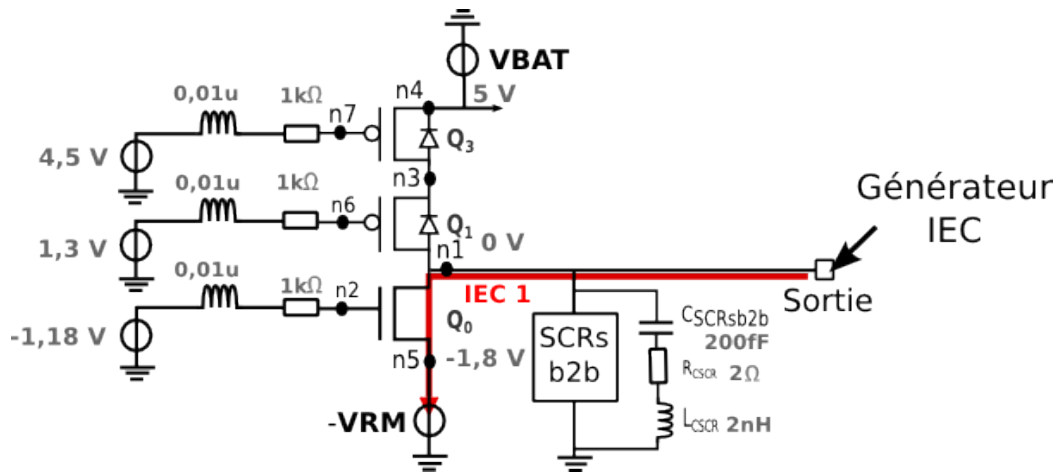 VBAT
5 V
n4
0,01u
1kΩ
n7
Q3
4,5 V
n3
0,01u
1kΩ
n6
Q1
0 V
n1
1,3 V
Générateur
IEC
Sortie
0,01u
1kΩ
n2
IEC 1
Q0
-1,18 V
n5
-1,8 V
-VRM
SCRs
b2b
CSCRsb2b
200fF
RCSCR 2Ω
LCSCR 2nH